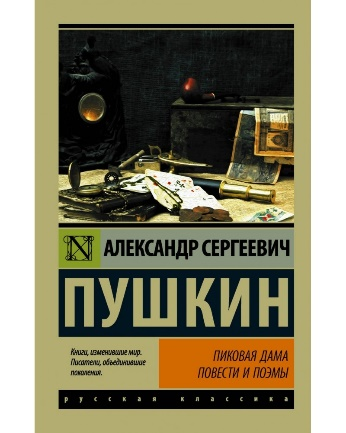 N
АЛЕКСАНДР СЕРГЕЕВИЧ
ПУШКИН
Книги, изменившие мир.
Писатели, объединившие
поколения.
ПИКОВАЯ ДАМА
ПОВЕСТИ И ПОЭМЫ
русская классика